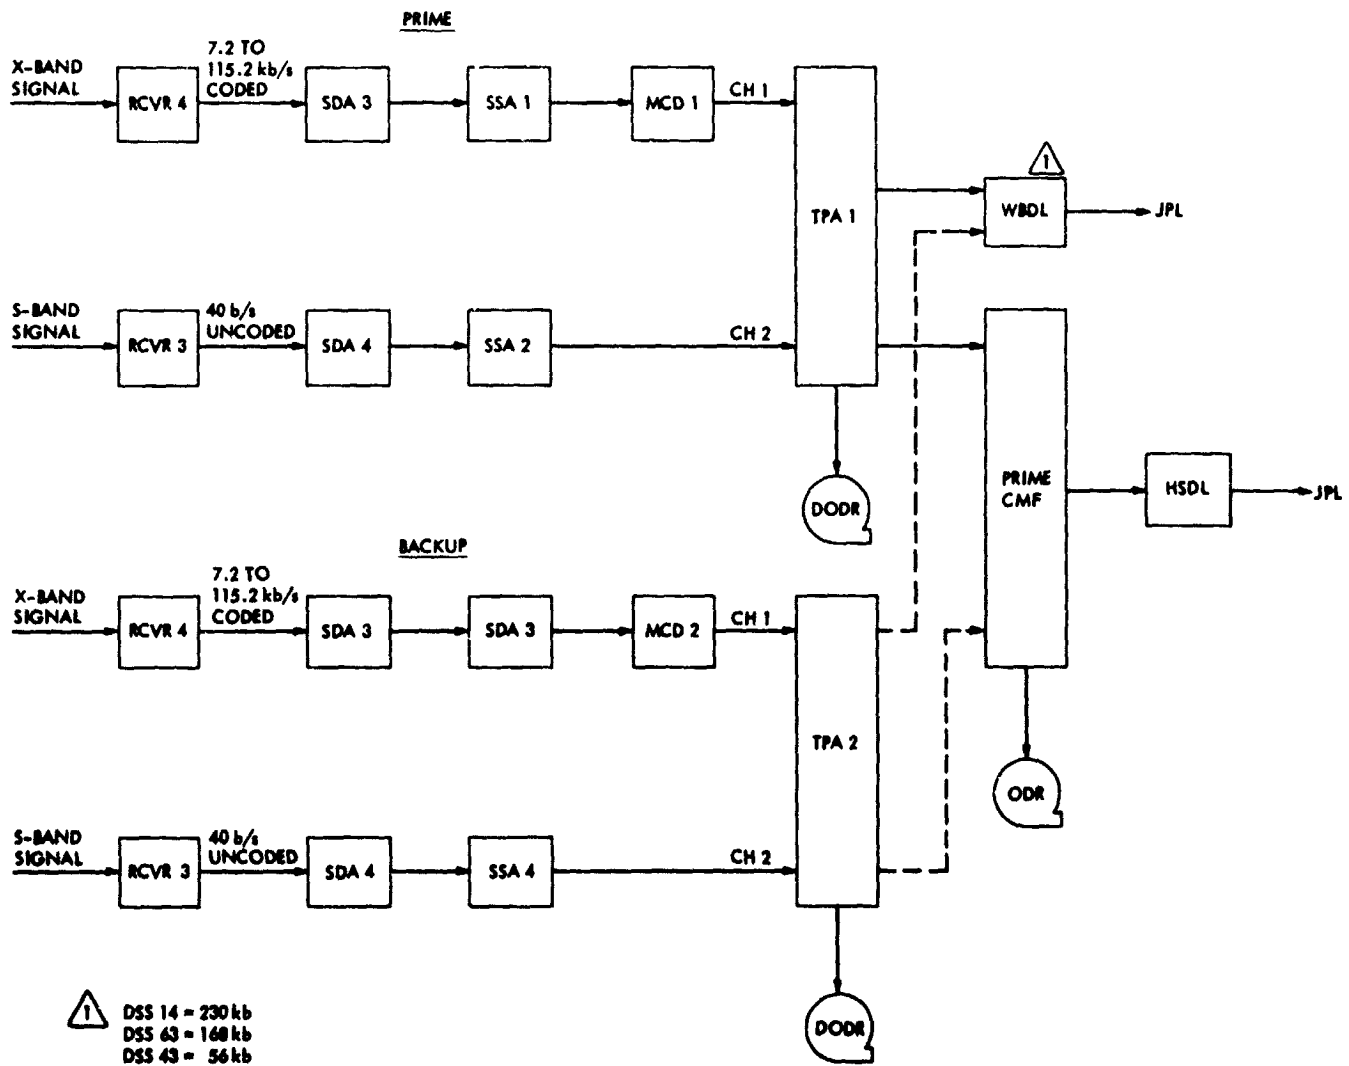 PRIME
X-BAND
SIGNAL
RCVR 4
7.2 TO
115.2 kb/s
CODED
SDA 3
SSA 1
MCD 1
CH 1
TPA 1
1
WBDL
JPL
S-BAND
SIGNAL
RCVR 3
40 b/s
UNCODED
SDA 4
SSA 2
CH 2
DODR
PRIME
CMF
HSDL
JPL
BACKUP
X-BAND
SIGNAL
RCVR 4
7.2 TO
115.2 kb/s
CODED
SDA 3
SDA 3
MCD 2
CH 1
TPA 2
ODR
S-BAND
SIGNAL
RCVR 3
40 b/s
UNCODED
SDA 4
SSA 4
CH 2
DODR
1
DSS 14 = 230 kb
DSS 63 = 168 kb
DSS 43 = 56 kb